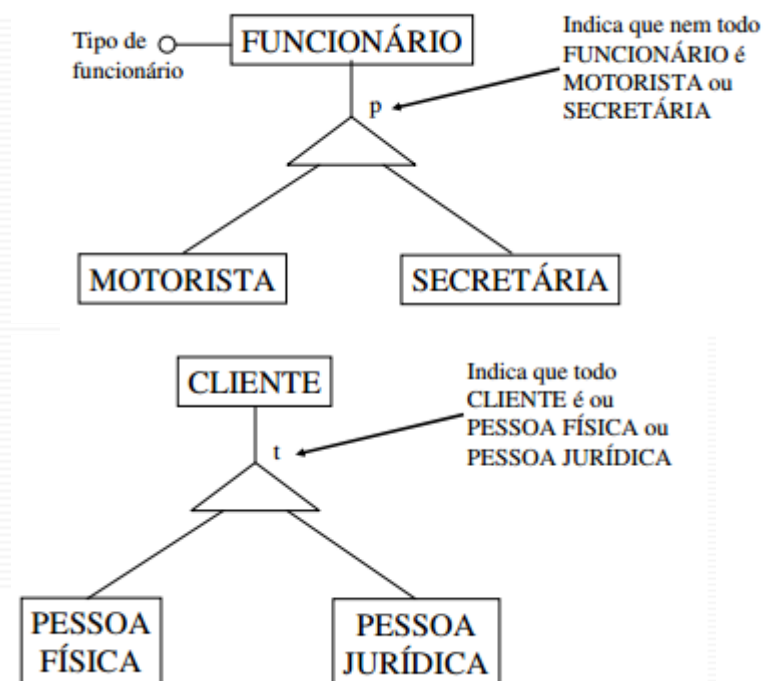 Tipo de
funcionário
FUNCIONÁRIO
Indica que nem todo
FUNCIONÁRIO é
MOTORISTA ou
SECRETÁRIA
p
MOTORISTA
SECRETÁRIA
CLIENTE
Indica que todo
CLIENTE é ou
PESSOA FÍSICA ou
PESSOA JURÍDICA
t
PESSOA
FÍSICA
PESSOA
JURÍDICA